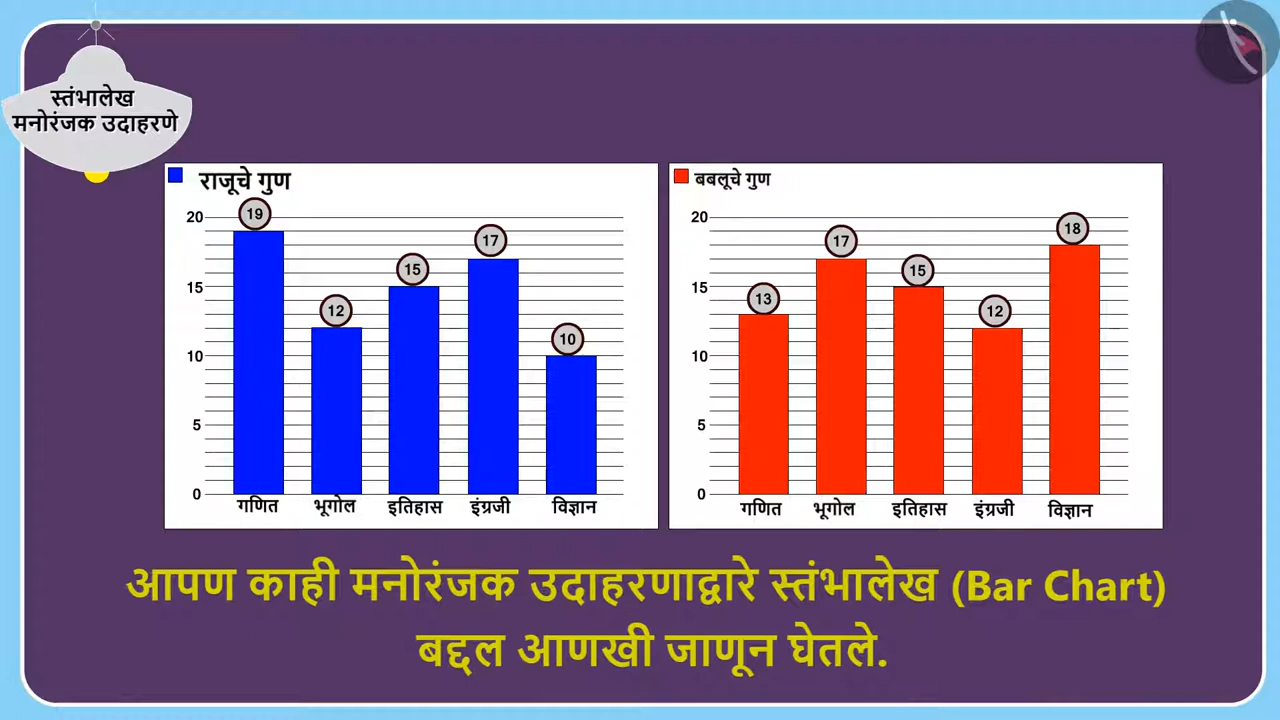 स्तंभालेख
मनोरंजक उदाहरणे
राजूचे गुण
20
15
10
5
0
19
12
15
17
10
गणित भूगोल इतिहास इंग्रजी विज्ञान
बबलूचे गुण
20
15
10
5
0
13
17
15
12
18
गणित भूगोल इतिहास इंग्रजी विज्ञान
आपण काही मनोरंजक उदाहरणाद्वारे स्तंभालेख (Bar Chart)
बद्दल आणखी जाणून घेतले.